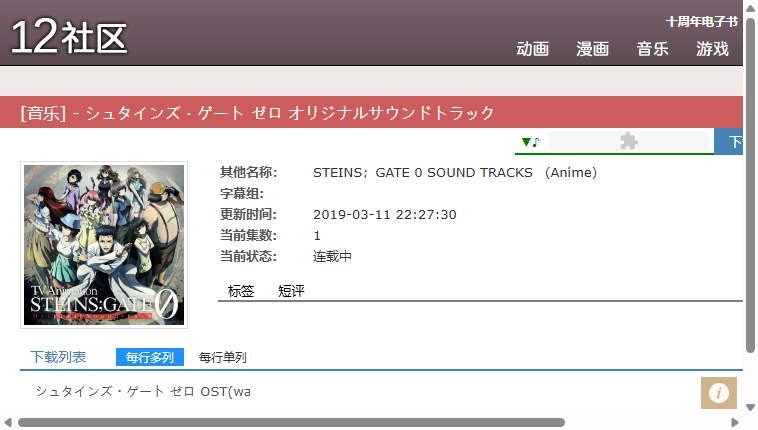 12社区
十周年电子书
动画 漫画 音乐 游戏
[音乐] - シュタインズ・ゲート ゼロ オリジナルサウンドトラック
▼♪
其他名称: STEINS；GATE 0 SOUND TRACKS （Anime）
字幕组:
更新时间: 2019-03-11 22:27:30
当前集数: 1
当前状态: 连载中
标签 短评
TV Animation
STEINS;GATE 0
Original Soundtrack
下载列表 每行多列 每行单列
シュタインズ・ゲート ゼロ OST(wa
i